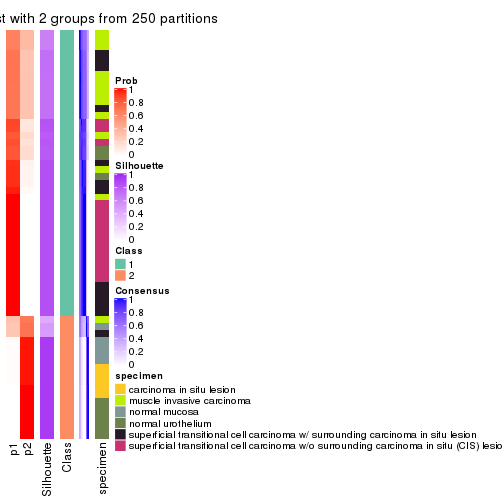 st with 2 groups from 250 partitions
Prob
1
0.8
0.6
0.4
0.2
0
Silhouette
1
0.8
0.6
0.4
0.2
0
Class
1
2
Consensus
1
0.8
0.6
0.4
0.2
0
specimen
carcinoma in situ lesion
muscle invasive carcinoma
normal mucosa
normal urothelium
superficial transitional cell carcinoma w/ surrounding carcinoma in situ lesion
superficial transitional cell carcinoma w/o surrounding carcinoma in situ (CIS) lesio
p1
p2
Silhouette
Class
specimen